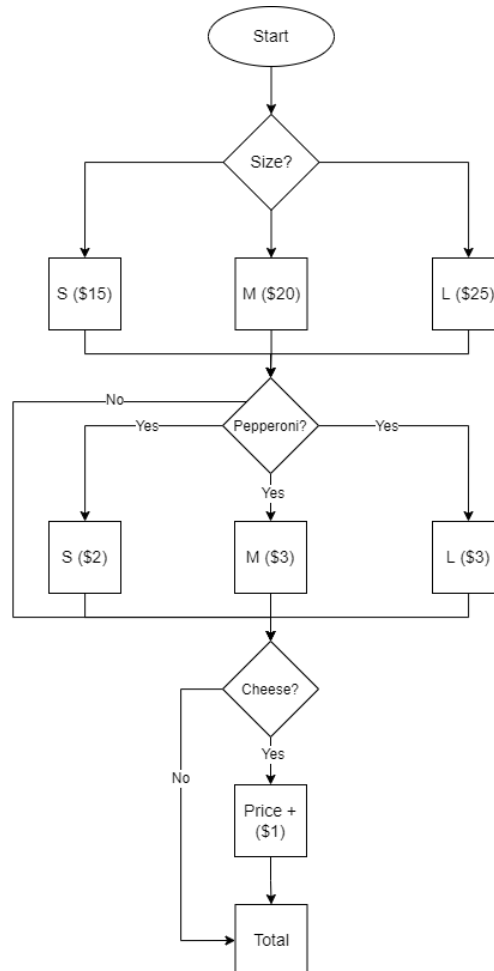 Start
Size?
S ($15)
M ($20)
L ($25)
No
Yes
Pepperoni?
Yes
Yes
S ($2)
M ($3)
L ($3)
Cheese?
Yes
No
Price +
($1)
Total